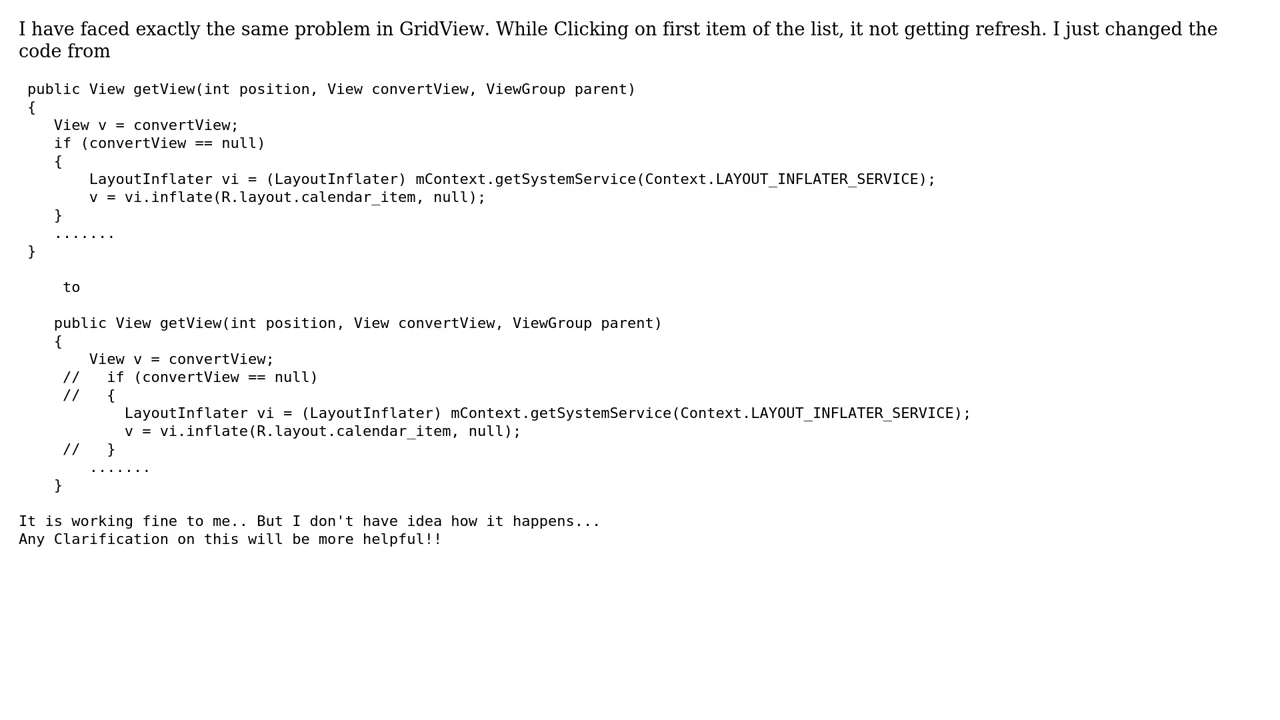 I have faced exactly the same problem in GridView. While Clicking on first item of the list, it not getting refresh. I just changed the
code from
public View getView(int position, View convertView, ViewGroup parent)
{
View v = convertView;
if (convertView == null)
{
LayoutInflater vi = (LayoutInflater) mContext.getSystemService(Context.LAYOUT_INFLATER_SERVICE);
v = vi.inflate(R.layout.calendar_item, null);
}
.......
}
to
public View getView(int position, View convertView, ViewGroup parent)
{
View v = convertView;
//   if (convertView == null)
//   {
LayoutInflater vi = (LayoutInflater) mContext.getSystemService(Context.LAYOUT_INFLATER_SERVICE);
v = vi.inflate(R.layout.calendar_item, null);
//   }
.......
}
It is working fine to me.. But I don't have idea how it happens...
Any Clarification on this will be more helpful!!